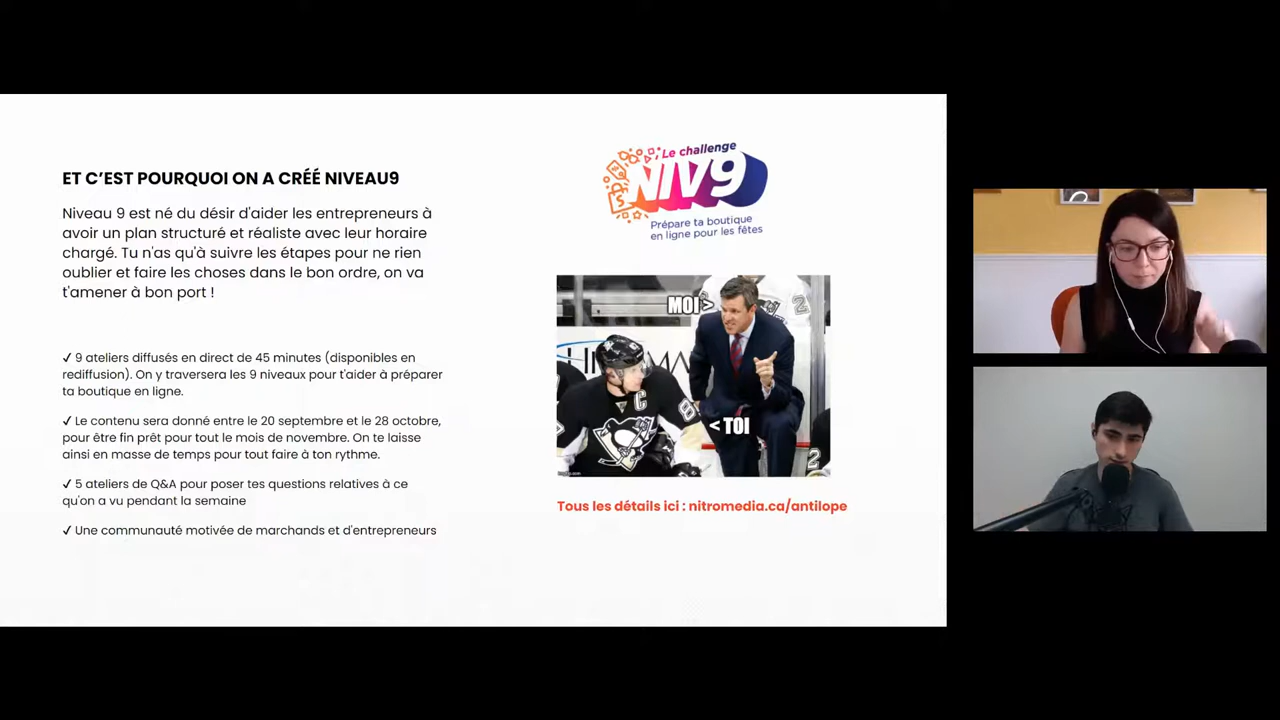 ET C'EST POURQUOI ON A CRÉÉ NIVEAU9
Niveau 9 est né du désir d'aider les entrepreneurs à
avoir un plan structuré et réaliste avec leur horaire
chargé. Tu n'as qu'à suivre les étapes pour ne rien
oublier et faire les choses dans le bon ordre, on va
t'amener à bon port !
✓ 9 ateliers diffusés en direct de 45 minutes (disponibles en
rediffusion). On y traversera les 9 niveaux pour t'aider à préparer
ta boutique en ligne.
✓ Le contenu sera donné entre le 20 septembre et le 28 octobre,
pour être fin prêt pour tout le mois de novembre. On te laisse
ainsi en masse de temps pour tout faire à ton rythme.
✓ 5 ateliers de Q&A pour poser tes questions relatives à ce
qu'on a vu pendant la semaine
✓ Une communauté motivée de marchands et d'entrepreneurs
Le challenge
NIV9
Prépare ta boutique
en ligne pour les fêtes
MOI >
2
C
8
< TOI
2
Tous les détails ici : nitromedia.ca/antilope